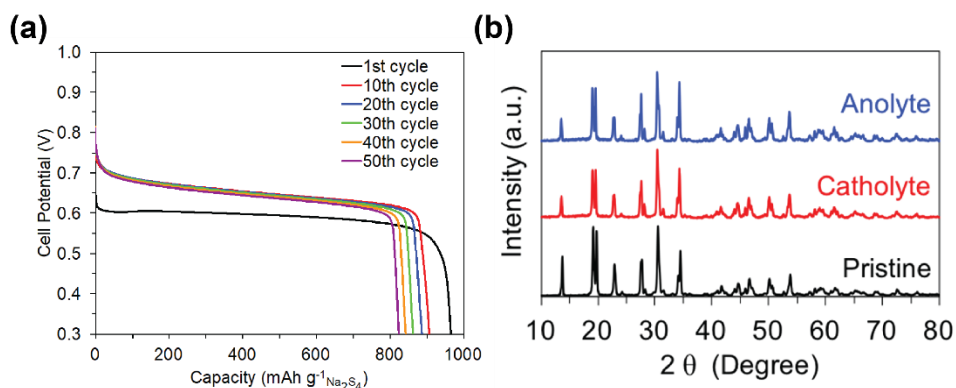 (a)
Cell Potential (V)
1.0
0.9
0.8
0.7
0.6
0.5
0.4
0.3
1st cycle
10th cycle
20th cycle
30th cycle
40th cycle
50th cycle
0
200
400
600
800
1000
Capacity (mAh g⁻¹Na₂S₄)
(b)
Intensity (a.u.)
Anolyte
Catholyte
Pristine
10 20 30 40 50 60 70 80
2 θ (Degree)